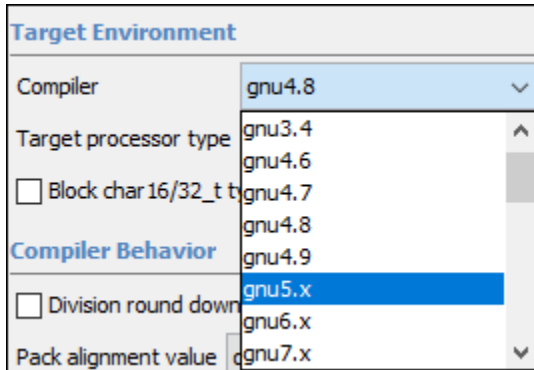 Target Environment
Compiler gnu4.8
gnu3.4
Target processor type
gnu4.6
gnu4.7
Block char16/32_t ty
gnu4.8
gnu4.9
Compiler Behavior
gnu5.x
Division round down
gnu6.x
Pack alignment value
gnu7.x